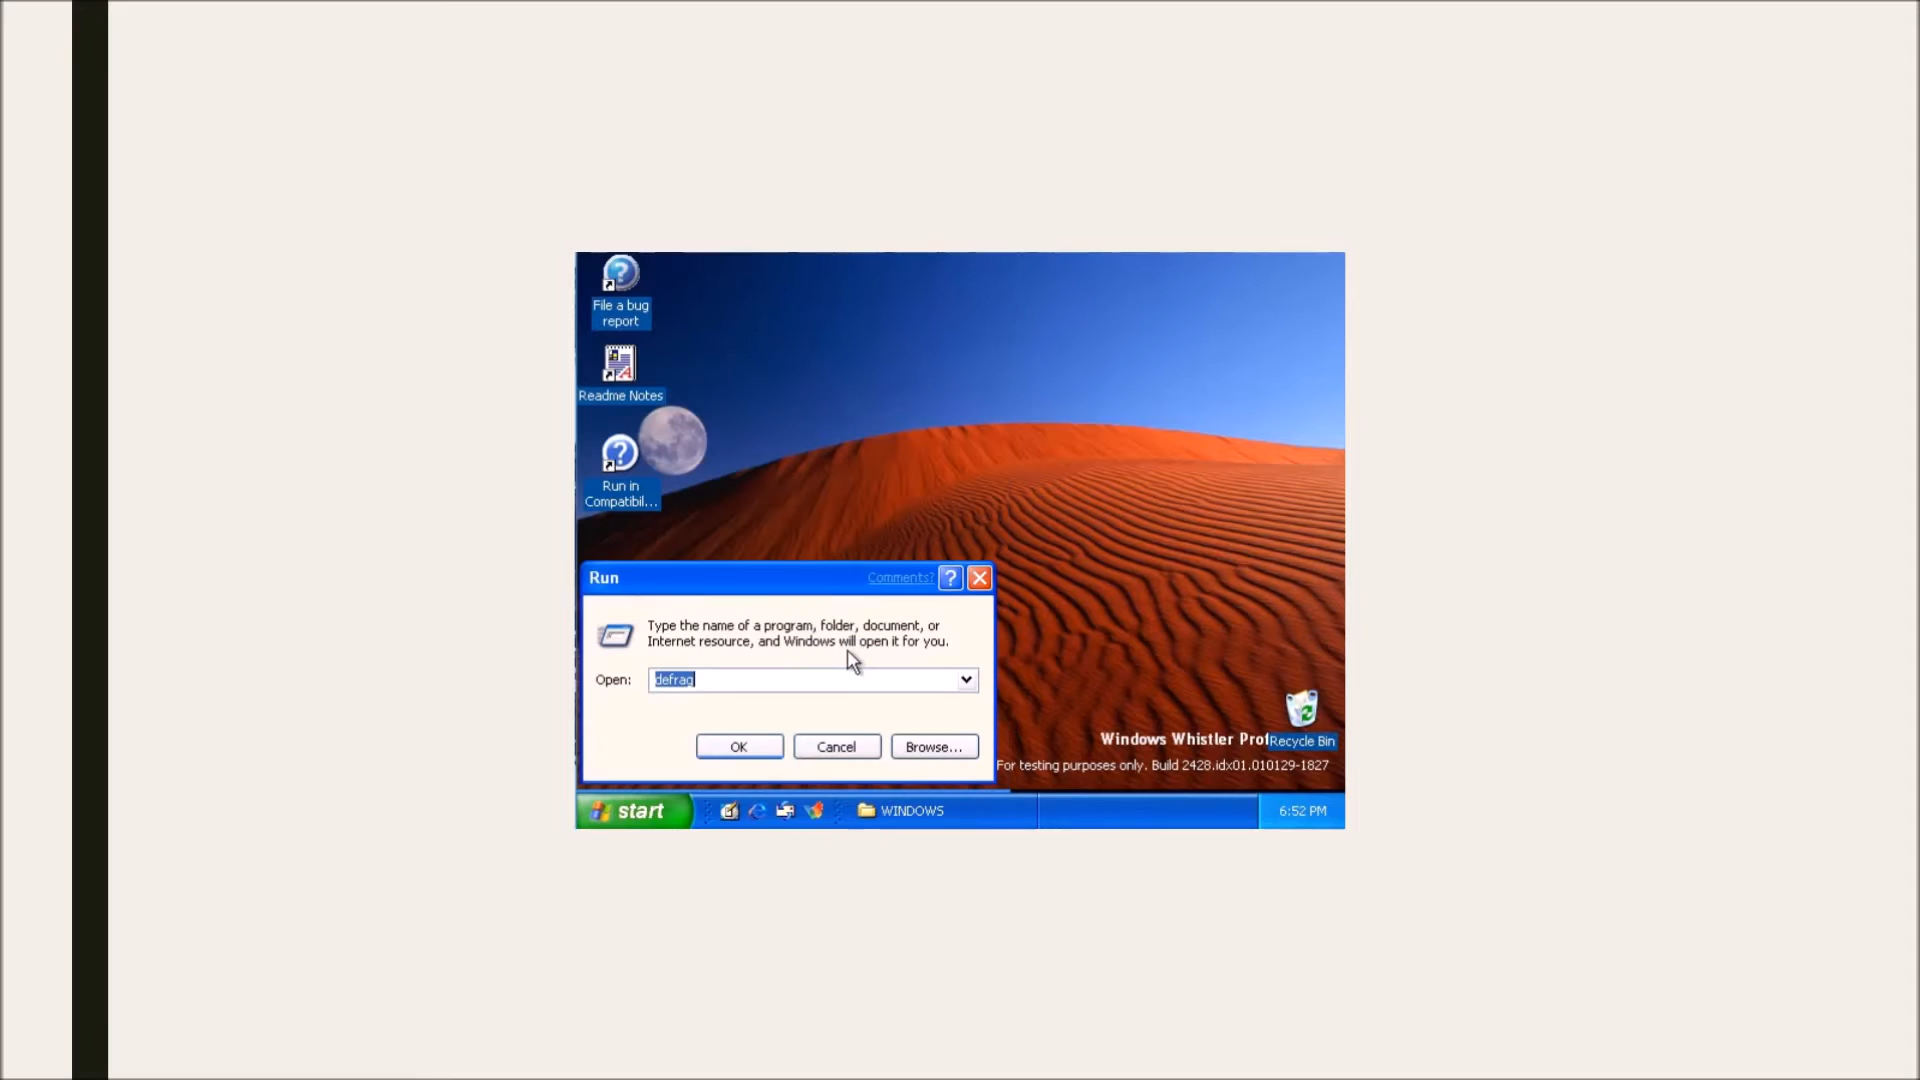 File a bug
report
Readme Notes
Run in
Compatibil...
Run
Comments?
Type the name of a program, folder, document, or
Internet resource, and Windows will open it for you.
Open:
defrag
OK
Cancel
Browse...
Windows Whistler Prof
Recycle Bin
For testing purposes only. Build 2428.idx01.010129-1827
start
WINDOWS
6:52 PM